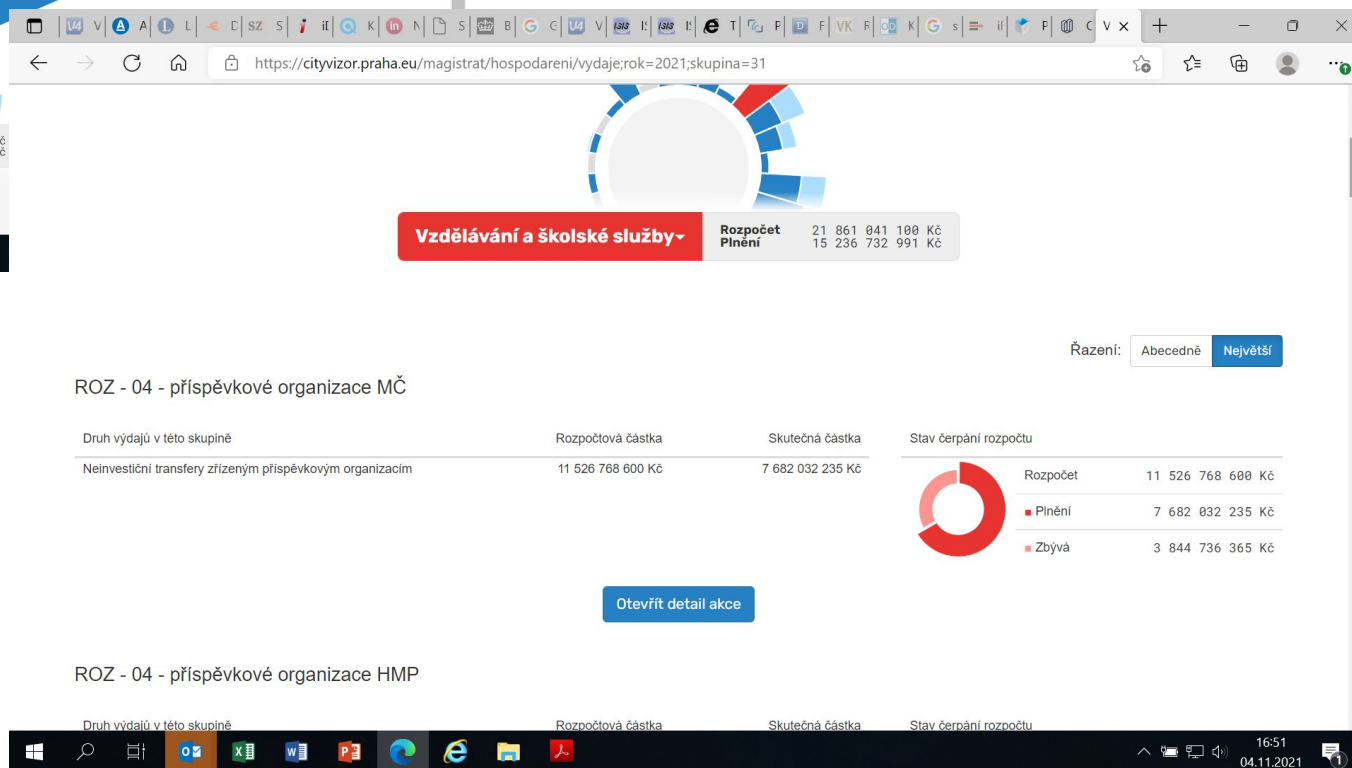 V A L D SZ S il K N S B G V I: I: T P F VK R K s il P C V
https://cityvizor.praha.eu/magistrat/hospodareni/vydaje;rok=2021;skupina=31
č
č
Vzdělávání a školské služby
Rozpočet 21 861 041 100 Kč
Plnění 15 236 732 991 Kč
Řazení: Abecedně Největší
ROZ - 04 - příspěvkové organizace MČ
Druh výdajů v této skupině Rozpočtová částka Skutečná částka Stav čerpání rozpočtu
Neinvestiční transfery zřízeným příspěvkovým organizacím 11 526 768 600 Kč 7 682 032 235 Kč
Rozpočet 11 526 768 600 Kč
Plnění 7 682 032 235 Kč
Zbývá 3 844 736 365 Kč
Otevřít detail akce
ROZ - 04 - příspěvkové organizace HMP
Druh výdajů v této skupině Rozpočtová částka Skutečná částka Stav čerpání rozpočtu
16:51
04.11.2021